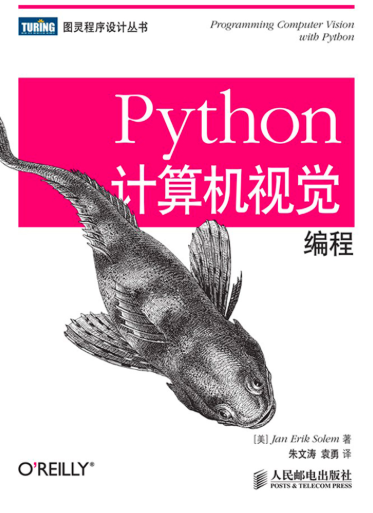 TURING 图灵程序设计丛书
Programming Computer Vision
with Python
Python
计算机视觉
编程
[美] Jan Erik Solem 著
朱文涛 袁勇 译
O'REILLY®
人民邮电出版社
POSTS & TELECOM PRESS